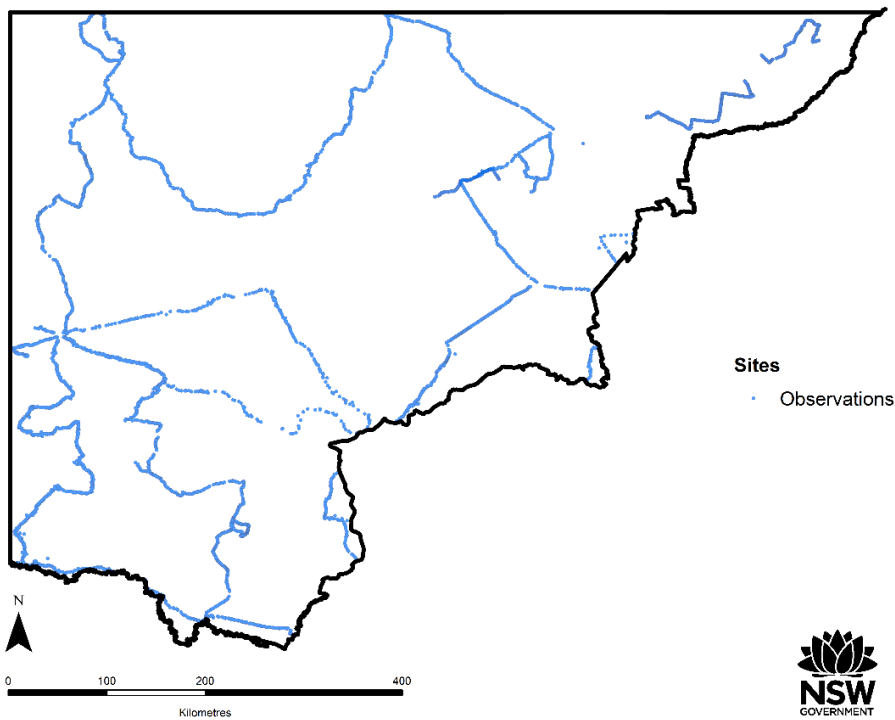 Sites
Observations
N
0 100 200 400
Kilometres
NSW
GOVERNMENT